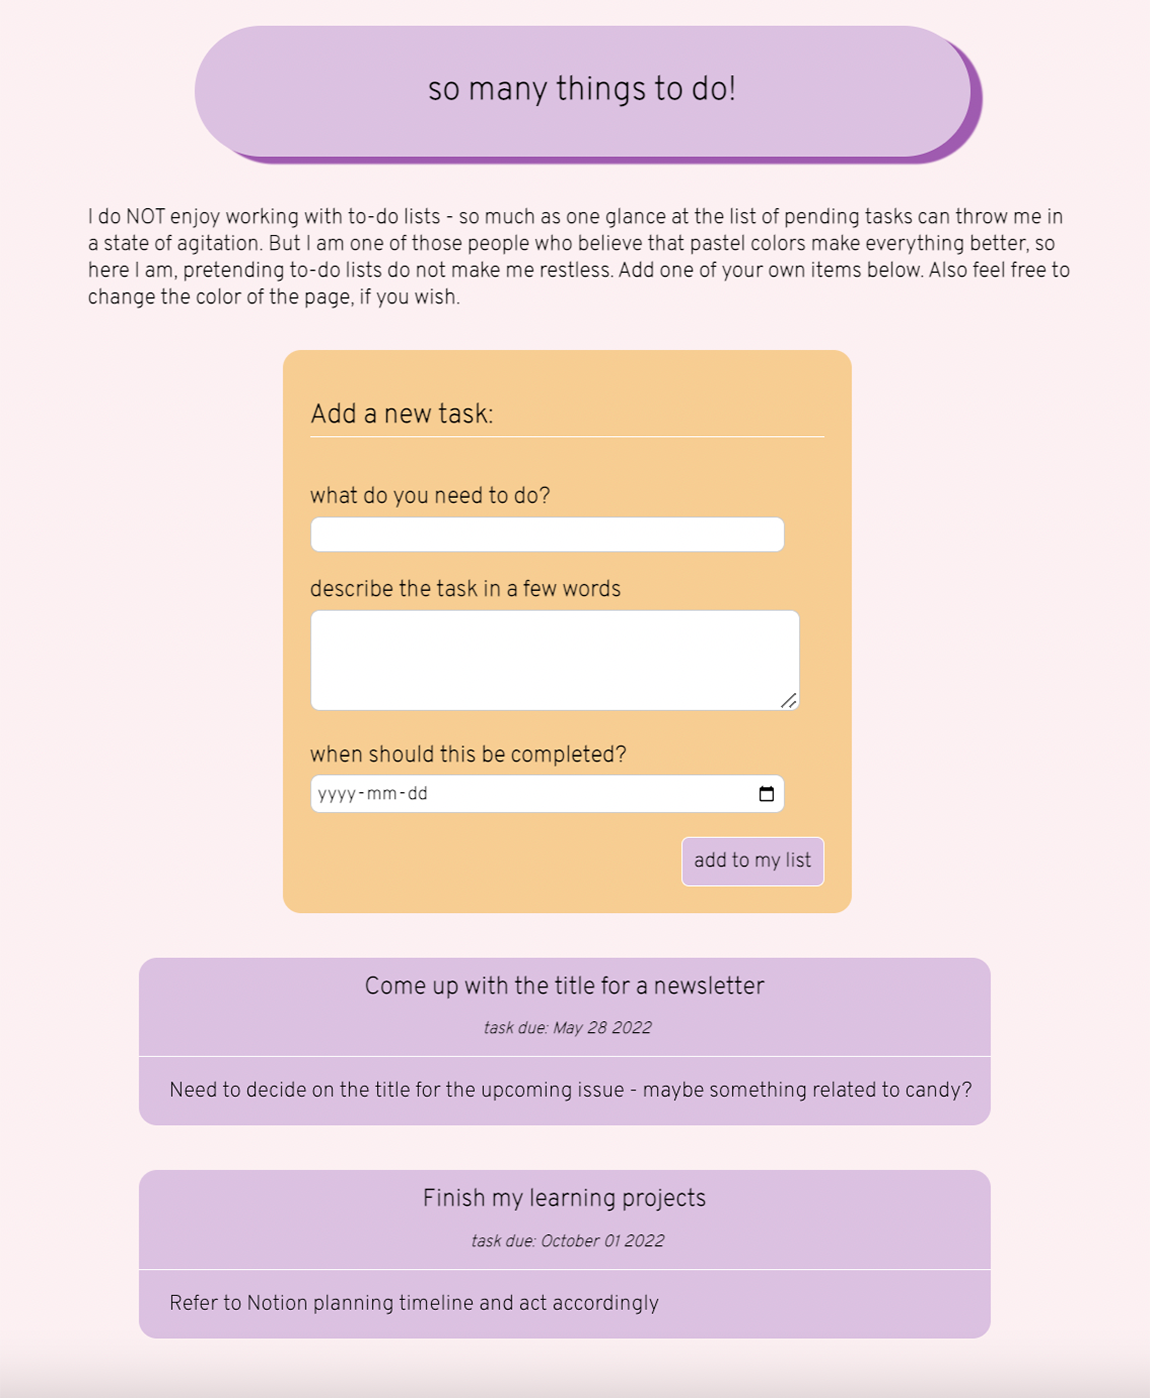 so many things to do!
I do NOT enjoy working with to-do lists - so much as one glance at the list of pending tasks can throw me in
a state of agitation. But I am one of those people who believe that pastel colors make everything better, so
here I am, pretending to-do lists do not make me restless. Add one of your own items below. Also feel free to
change the color of the page, if you wish.
Add a new task:
what do you need to do?
describe the task in a few words
when should this be completed?
yyyy-mm-dd
add to my list
Come up with the title for a newsletter
task due: May 28 2022
Need to decide on the title for the upcoming issue - maybe something related to candy?
Finish my learning projects
task due: October 01 2022
Refer to Notion planning timeline and act accordingly